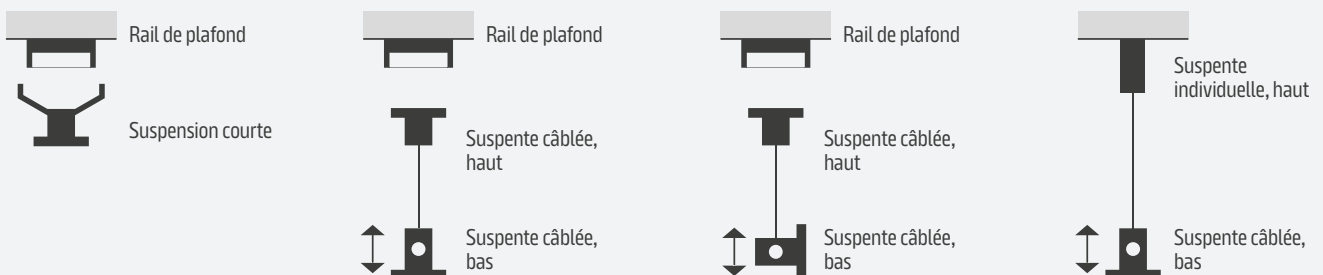 Rail de plafond
Suspension courte
Rail de plafond
Suspente câblée,
haut
Suspente câblée,
bas
Rail de plafond
Suspente câblée,
haut
Suspente câblée,
bas
Suspente
individuelle, haut
Suspente câblée,
bas